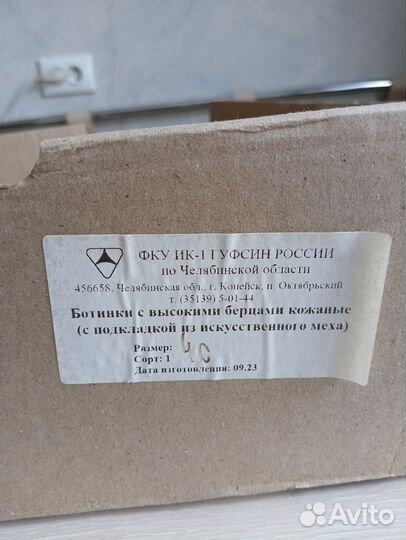 ФКУ ИК-1 ГУФСИН РОССИИ
по Челябинской области
456658, Челябинская обл., г. Копейск, п. Октябрьский
т. (35139) 5-01-44
Ботинки с высокими берцами кожаные
(с подкладкой из искусственного меха)
Размер: 40
Сорт: 1
Дата изготовления: 09.23
Avito